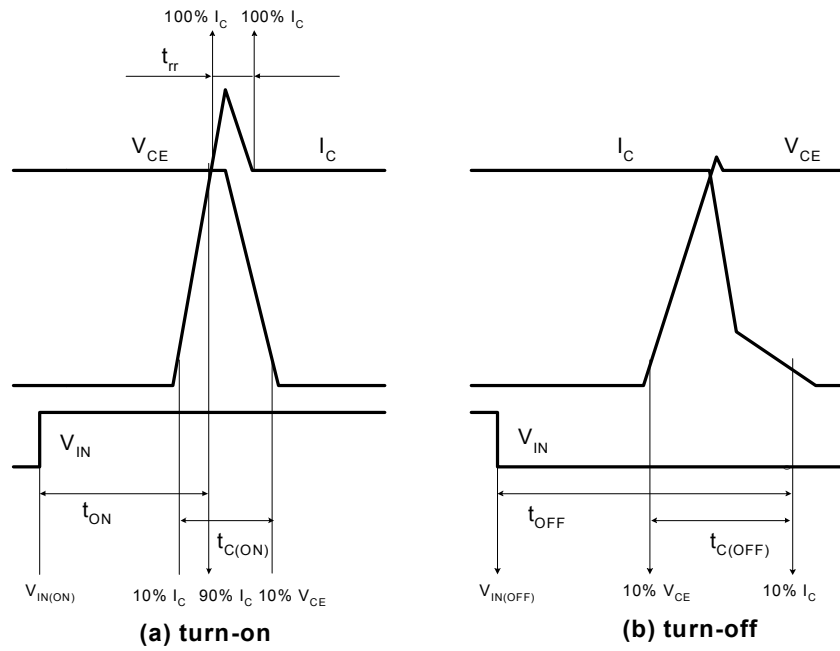 100% I_C 100% I_C
t_rr
V_CE I_C
V_IN
t_ON
t_C(ON)
V_IN(ON) 10% I_C 90% I_C 10% V_CE
(a) turn-on
I_C V_CE
V_IN
t_OFF
t_C(OFF)
V_IN(OFF) 10% V_CE 10% I_C
(b) turn-off